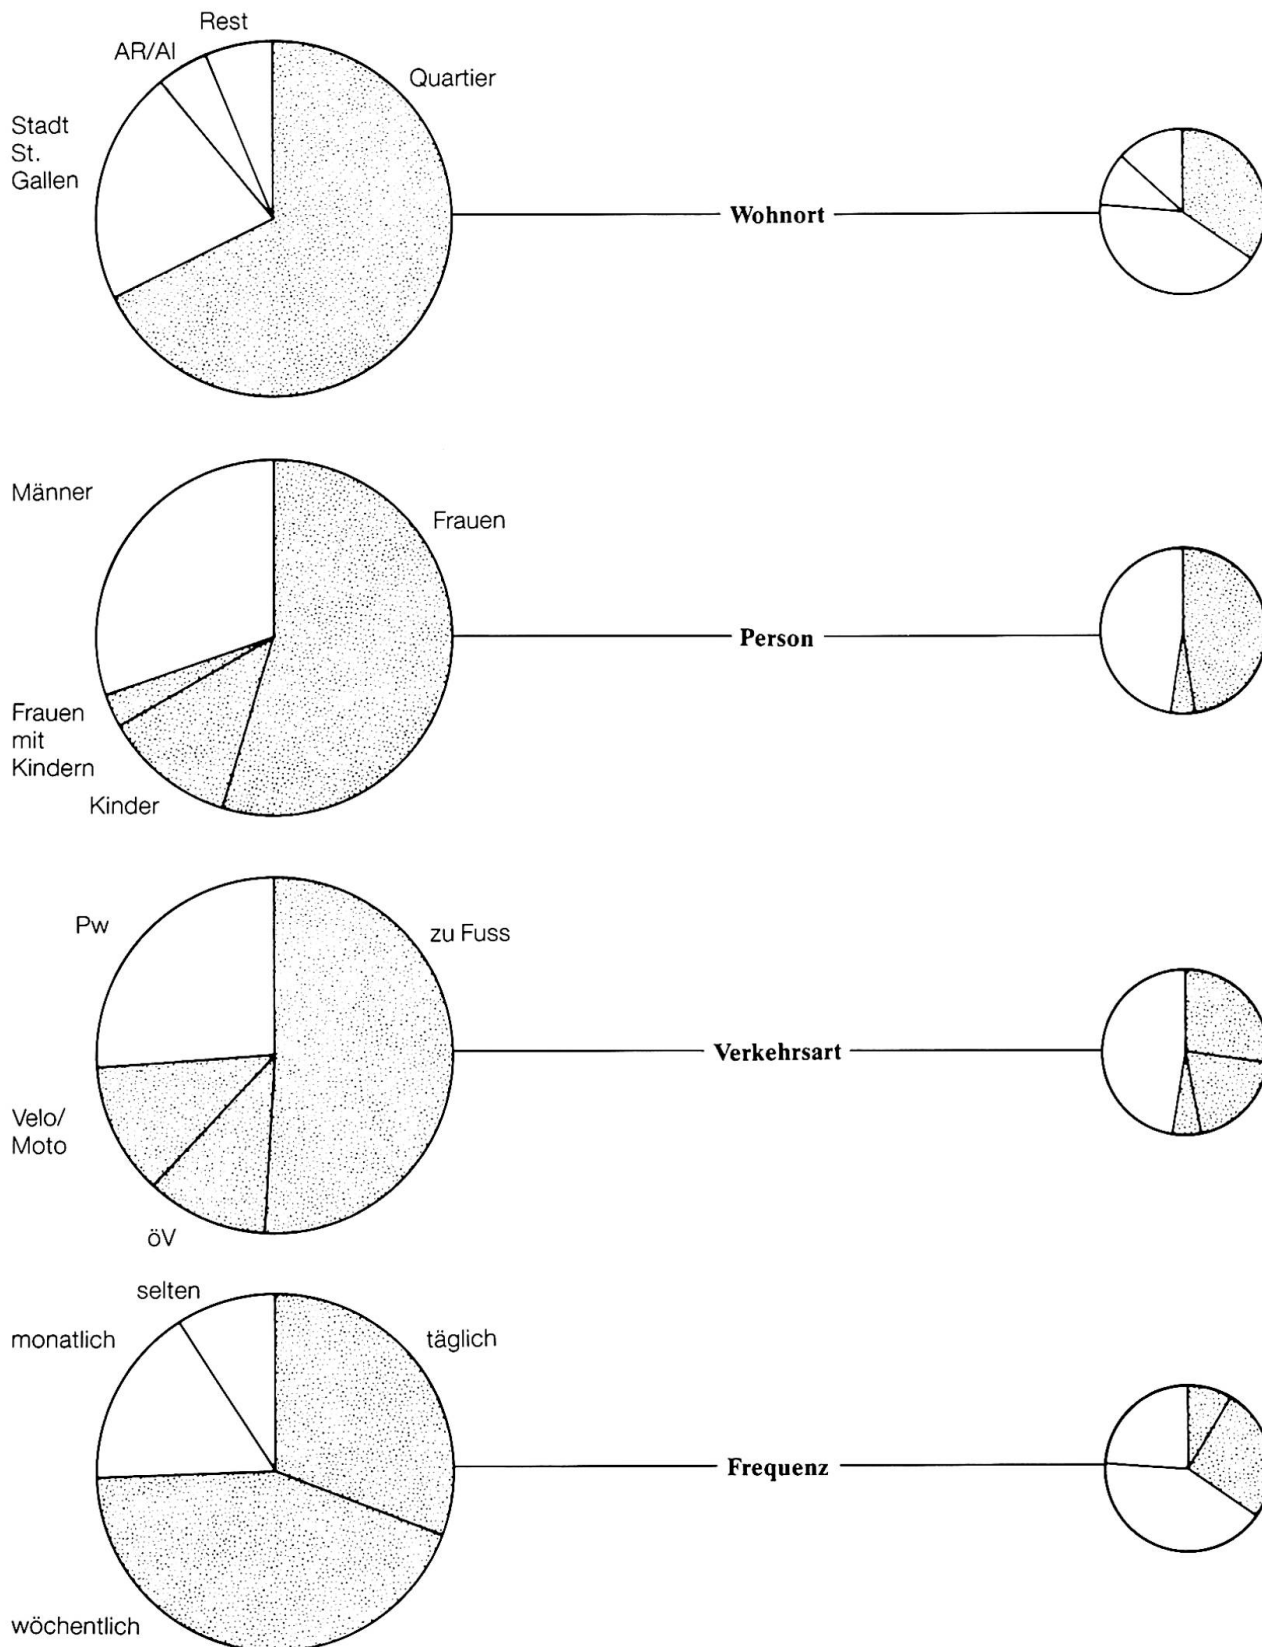 Rest
AR/AI
Quartier
Stadt
St.
Gallen
Wohnort
Männer
Frauen
Person
Frauen
mit
Kindern
Kinder
Pw
zu Fuss
Verkehrsart
Velo/
Moto
öV
selten
monatlich
täglich
Frequenz
wöchentlich